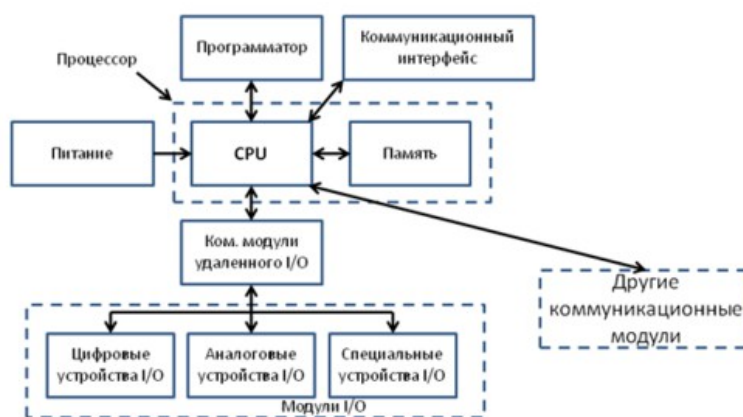 Программатор
Коммуникационный
интерфейс
Процессор
Питание
CPU
Память
Ком. модули
удаленного I/O
Другие
коммуникационные
модули
Цифровые
устройства I/O
Аналоговые
устройства I/O
Специальные
устройства I/O
Модули I/O